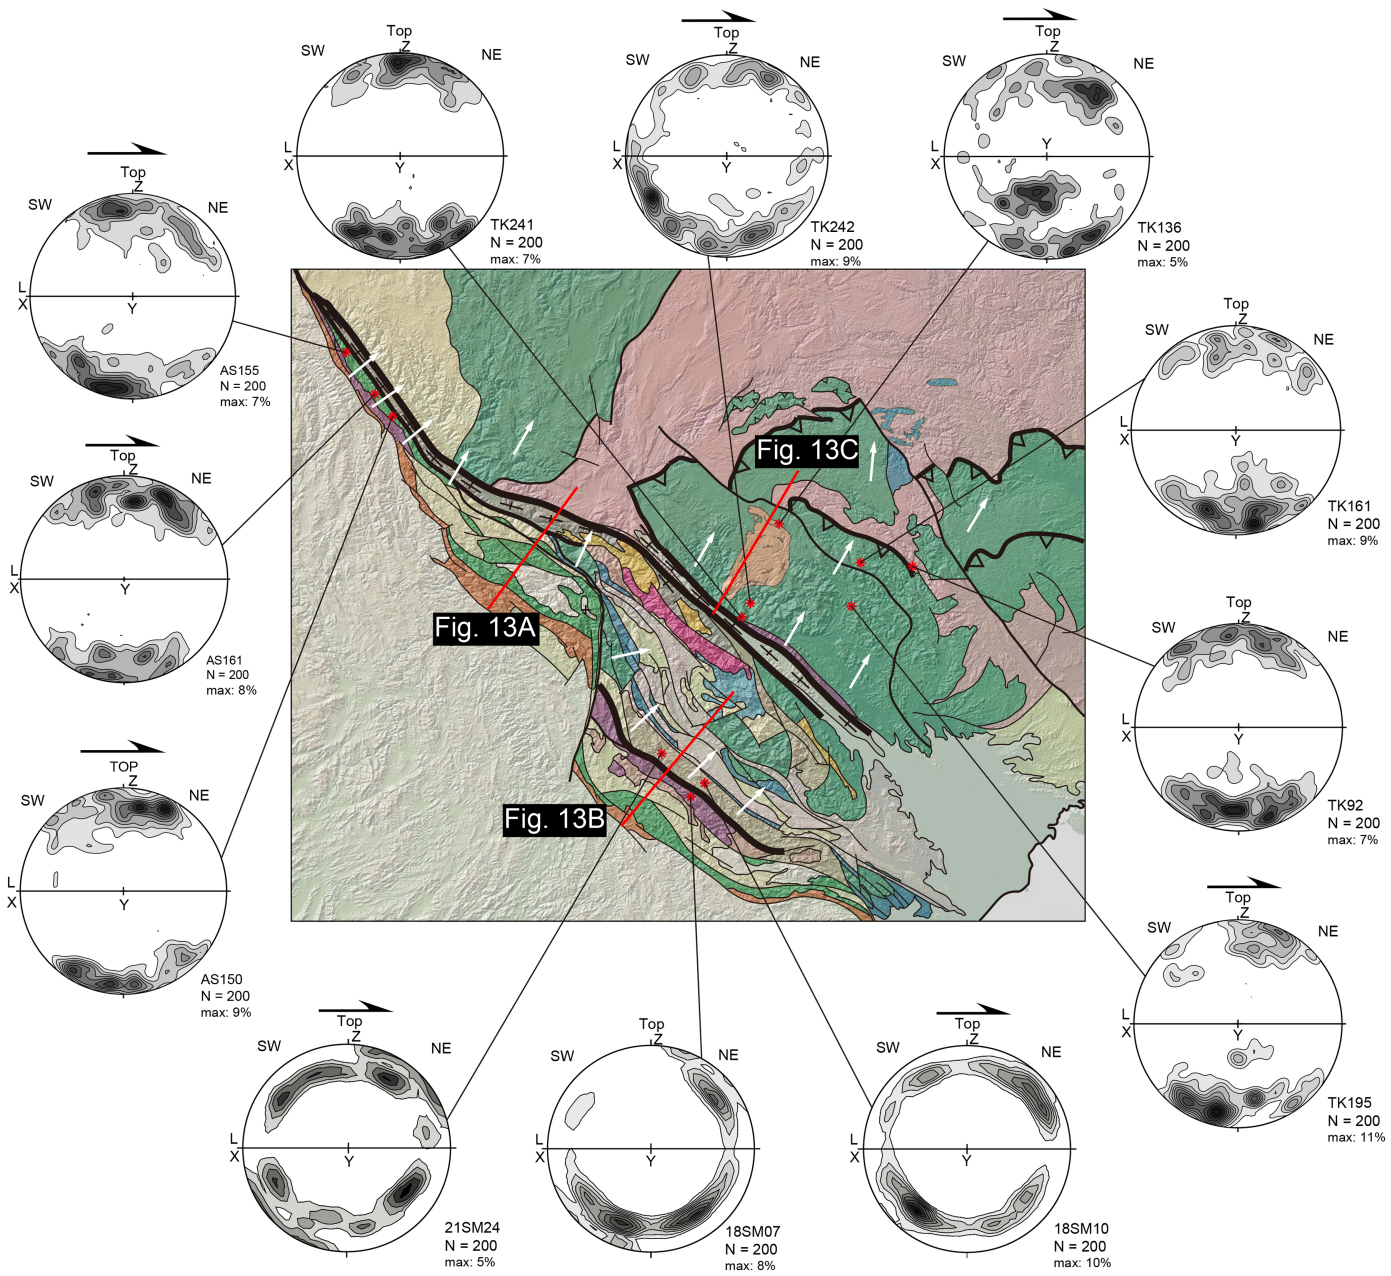 Top
Z
SW
NE
L
X
Y
TK241
N = 200
max: 7%
Top
Z
SW
NE
L
X
Y
TK242
N = 200
max: 9%
Top
Z
SW
NE
L
X
Y
TK136
N = 200
max: 5%
Top
Z
SW
NE
L
X
Y
AS155
N = 200
max: 7%
Top
Z
SW
NE
L
X
Y
TK161
N = 200
max: 9%
Top
Z
SW
NE
L
X
Y
AS161
N = 200
max: 8%
Fig. 13C
Fig. 13A
Fig. 13B
Top
Z
SW
NE
L
X
Y
TK92
N = 200
max: 7%
TOP
Z
SW
NE
L
X
Y
AS150
N = 200
max: 9%
Top
Z
SW
NE
L
X
Y
TK195
N = 200
max: 11%
Top
Z
SW
NE
L
X
Y
21SM24
N = 200
max: 5%
Top
Z
SW
NE
L
X
Y
18SM07
N = 200
max: 8%
Top
Z
SW
NE
L
X
Y
18SM10
N = 200
max: 10%